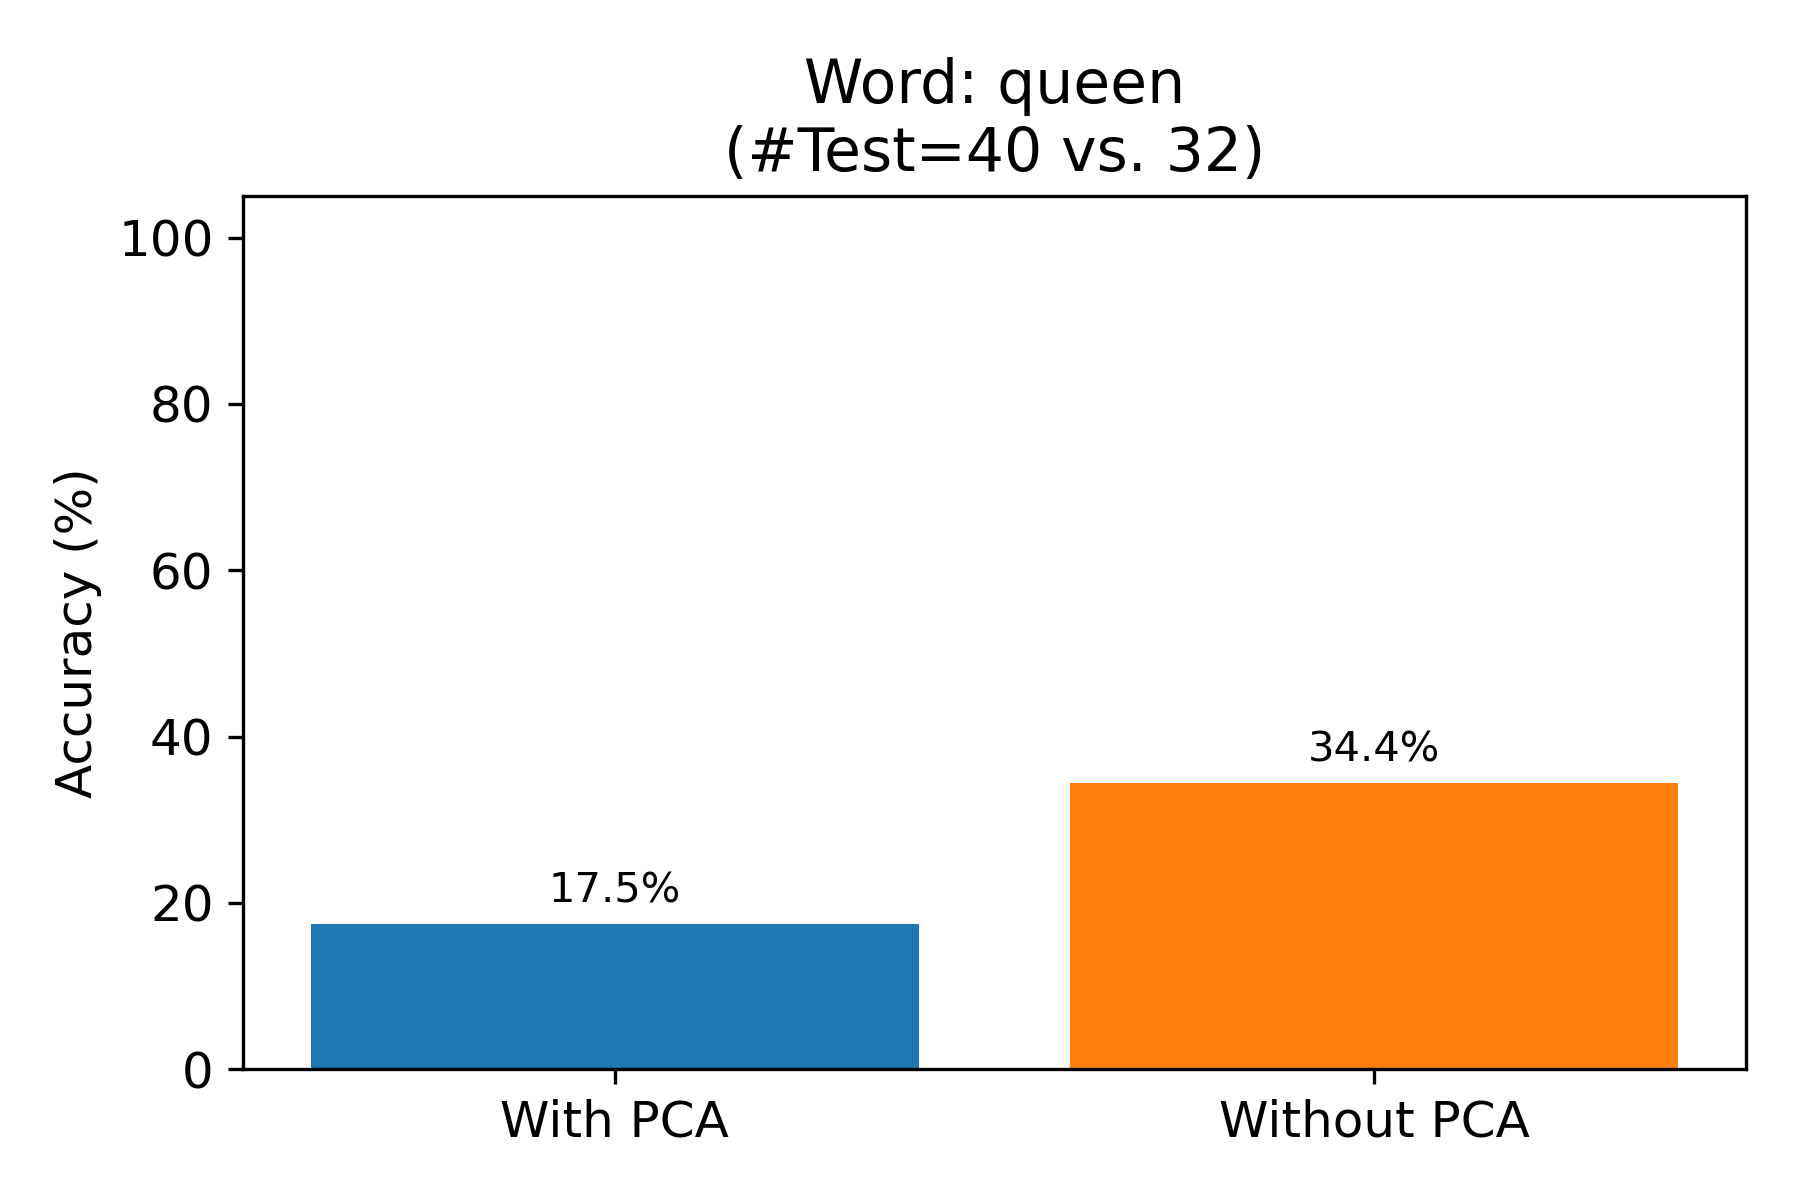 Word: queen
(#Test=40 vs. 32)
100
80
60
40
20
0
Accuracy (%)
17.5%
34.4%
With PCA
Without PCA